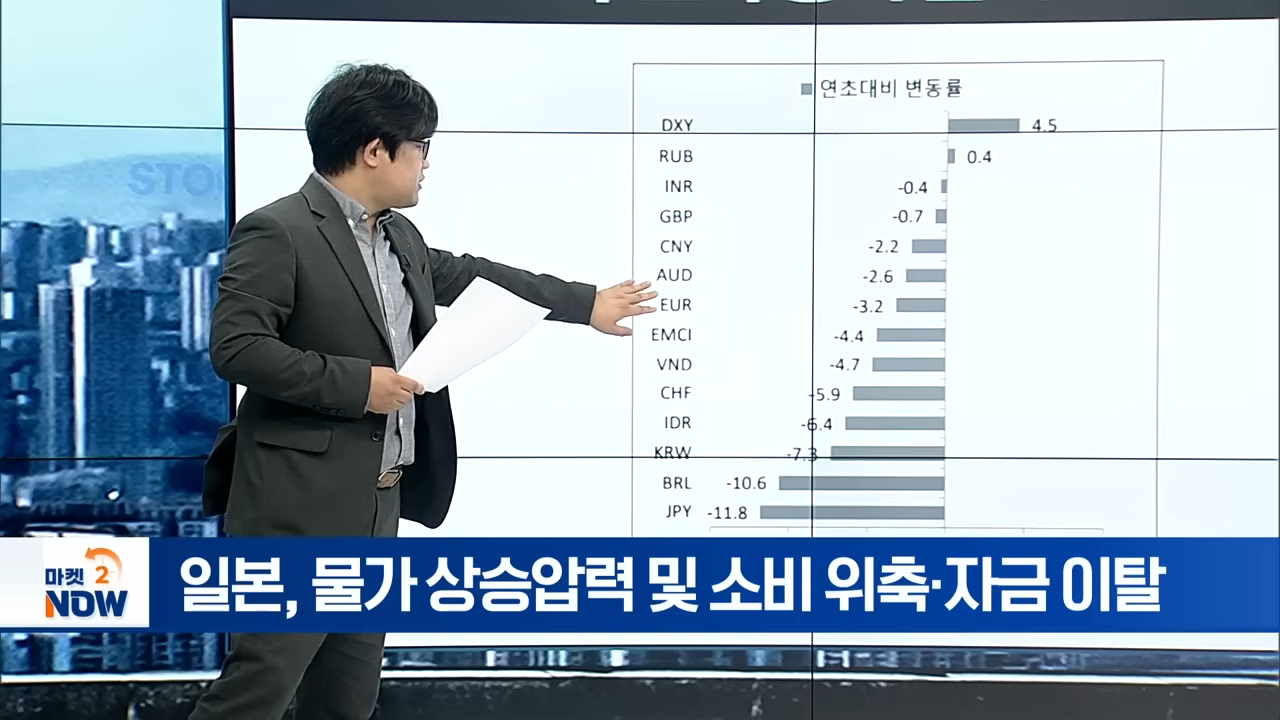 STO
연초대비 변동률
DXY 4.5
RUB 0.4
INR -0.4
GBP -0.7
CNY -2.2
AUD -2.6
EUR -3.2
EMCI -4.4
VND -4.7
CHF -5.9
IDR -6.4
KRW -7.3
BRL -10.6
JPY -11.8
마켓 2
NOW
일본, 물가 상승압력 및 소비 위축·자금 이탈